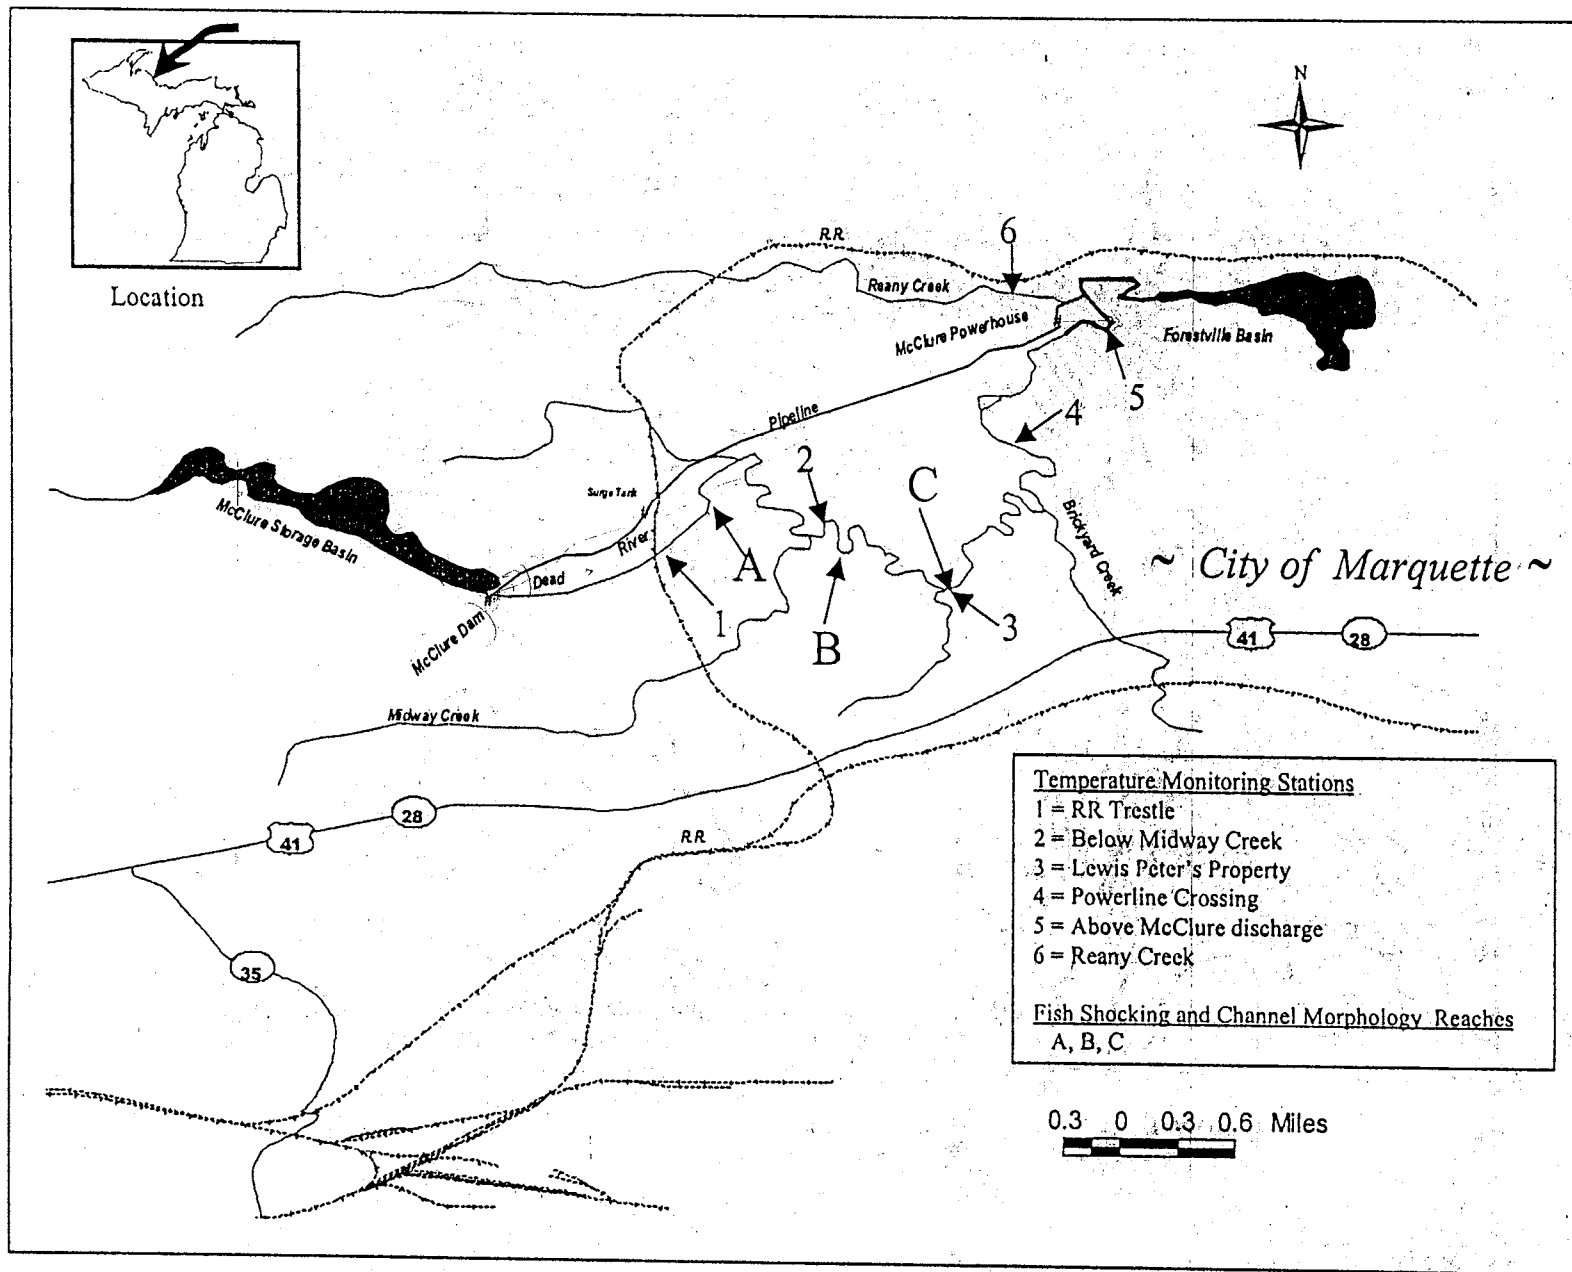 N
Location
R.R.
6
Reany Creek
McClure Powerhouse
Forestville Basin
5
4
Pipeline
2
C
Surge Tank
McClure Storage Basin
River
A
Dead
Brickyard Creek
~ City of Marquette ~
1
B
3
McClure Dam
41
28
Midway Creek
28
41
R.R.
35
Temperature Monitoring Stations
1 = RR Trestle
2 = Below Midway Creek
3 = Lewis Peter's Property
4 = Powerline Crossing
5 = Above McClure discharge
6 = Reany Creek
Fish Shocking and Channel Morphology Reaches
A, B, C
0.3 0 0.3 0.6 Miles